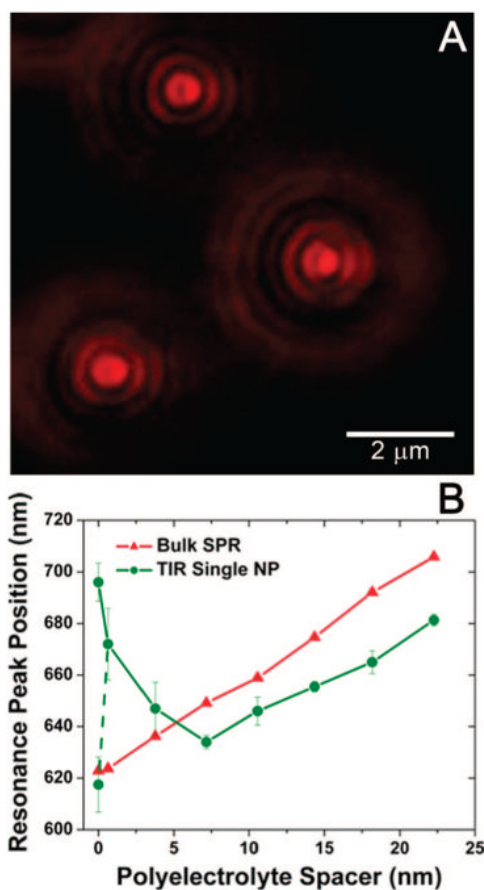 A
2 μm
B
Resonance Peak Position (nm)
720
700
680
660
640
620
600
Bulk SPR
TIR Single NP
0
5
10
15
20
25
Polyelectrolyte Spacer (nm)